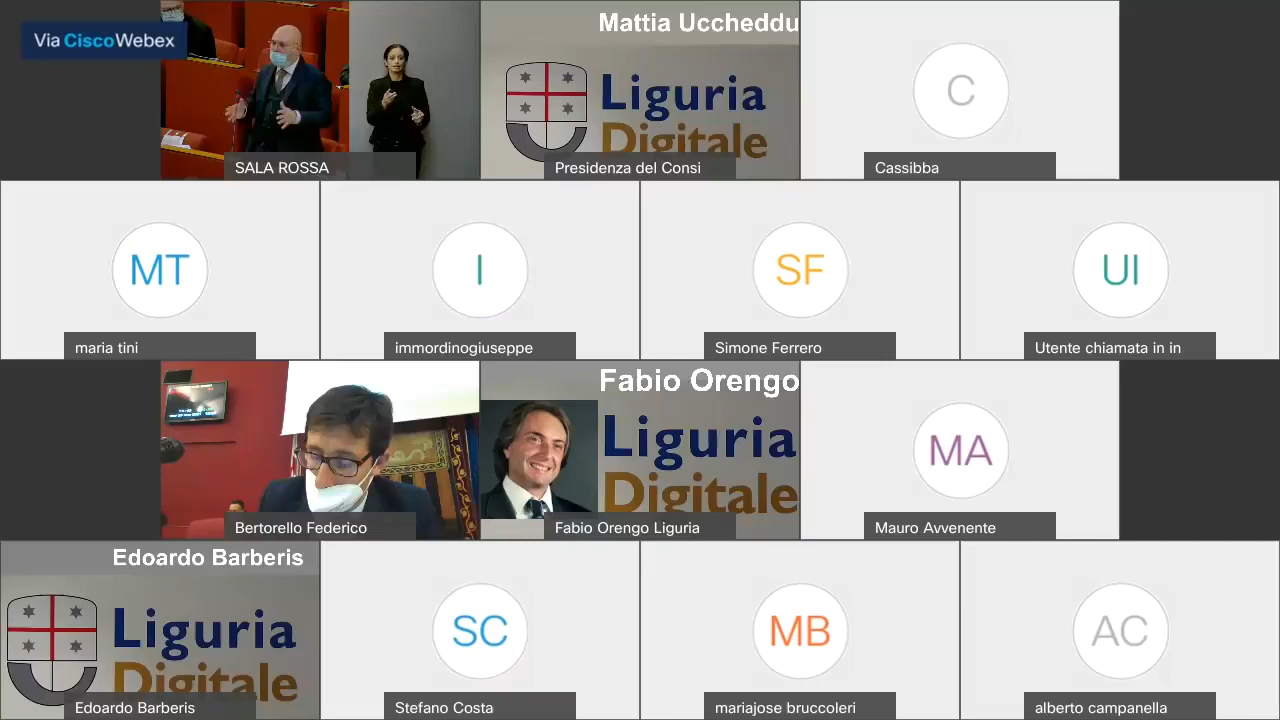 Via Cisco Webex
SALA ROSSA
Mattia Uccheddu
Liguria
Digitale
Presidenza del Consi
C
Cassibba
MT
maria tini
I
immordinogiuseppe
SF
Simone Ferrero
UI
Utente chiamata in in
Bertorello Federico
Fabio Orengo
Liguria
Digitale
Fabio Orengo Liguria
MA
Mauro Avvenente
Edoardo Barberis
Liguria
Digitale
Edoardo Barberis
SC
Stefano Costa
MB
mariajose bruccoleri
AC
alberto campanella